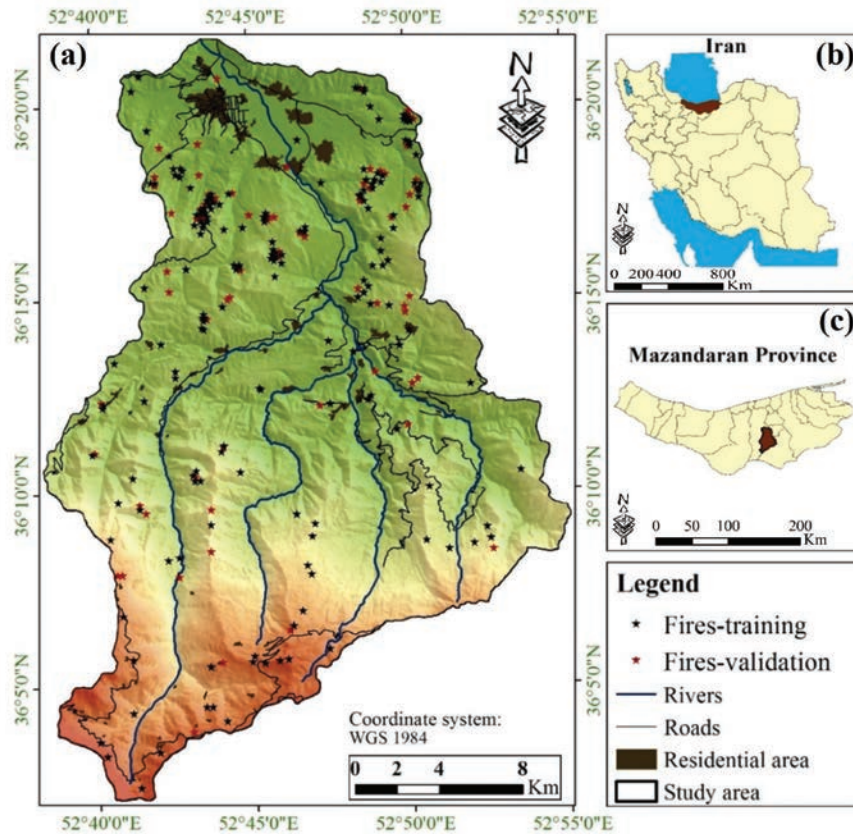 52°40'0"E 52°45'0"E 52°50'0"E 52°55'0"E
(a)
N
36°20'0"N
36°15'0"N
36°10'0"N
36°5'0"N
36°20'0"N
36°15'0"N
36°10'0"N
36°5'0"N
Coordinate system:
WGS 1984
0 2 4 8
Km
52°40'0"E 52°45'0"E 52°50'0"E 52°55'0"E
Iran
(b)
N
0 200400 800
Km
(c)
Mazandaran Province
N
0 50 100 200
Km
Legend
Fires-training
Fires-validation
Rivers
Roads
Residential area
Study area